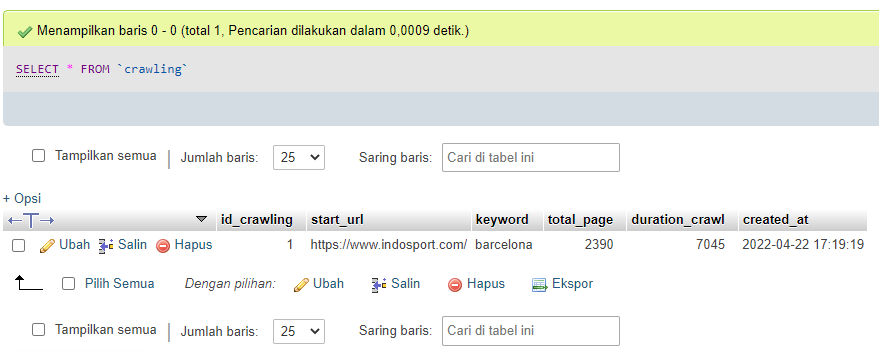 Menampilkan baris 0 - 0 (total 1, Pencarian dilakukan dalam 0,0009 detik.)
SELECT * FROM `crawling`
Tampilkan semua | Jumlah baris: 25 Saring baris: Cari di tabel ini
+ Opsi
←T→ id_crawling start_url keyword total_page duration_crawl created_at
Ubah Salin Hapus 1 https://www.indosport.com/ barcelona 2390 7045 2022-04-22 17:19:19
Pilih Semua Dengan pilihan: Ubah Salin Hapus Ekspor
Tampilkan semua | Jumlah baris: 25 Saring baris: Cari di tabel ini